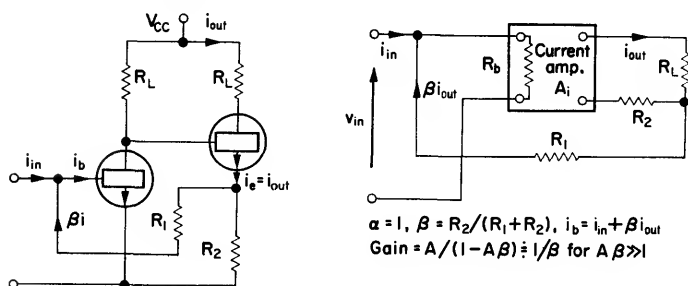 V_CC
i_out
R_L
R_L
i_in
i_b
i_e = i_out
βi
R_1
R_2
i_in
R_b
Current
amp.
A_i
i_out
R_L
βi_out
R_2
v_in
R_1
α = 1, β = R_2/(R_1+R_2), i_b = i_in + βi_out
Gain = A/(1−Aβ) ≑ 1/β for Aβ≫1